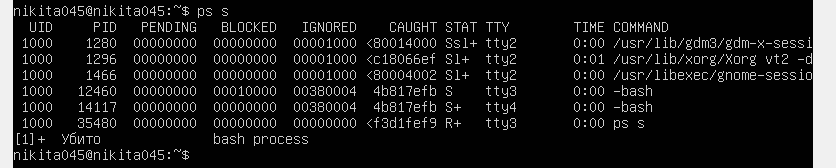 nikita045@nikita045:~$ ps s
UID PID PENDING BLOCKED IGNORED CAUGHT STAT TTY TIME COMMAND
1000 1280 00000000 00000000 00001000 <80014000 Ssl+ tty2 0:00 /usr/lib/gdm3/gdm-x-sessi
1000 1296 00000000 00000000 00001000 <c18066ef Sl+ tty2 0:01 /usr/lib/xorg/Xorg vt2 -d
1000 1466 00000000 00000000 00001000 <80004002 Sl+ tty2 0:00 /usr/libexec/gnome-sessio
1000 12460 00000000 00010000 00380004 4b817efb S tty3 0:00 -bash
1000 14117 00000000 00000000 00380004 4b817efb S+ tty4 0:00 -bash
1000 35480 00000000 00000000 00000000 <f3d1fef9 R+ tty3 0:00 ps s
[1]+ Убито bash process
nikita045@nikita045:~$